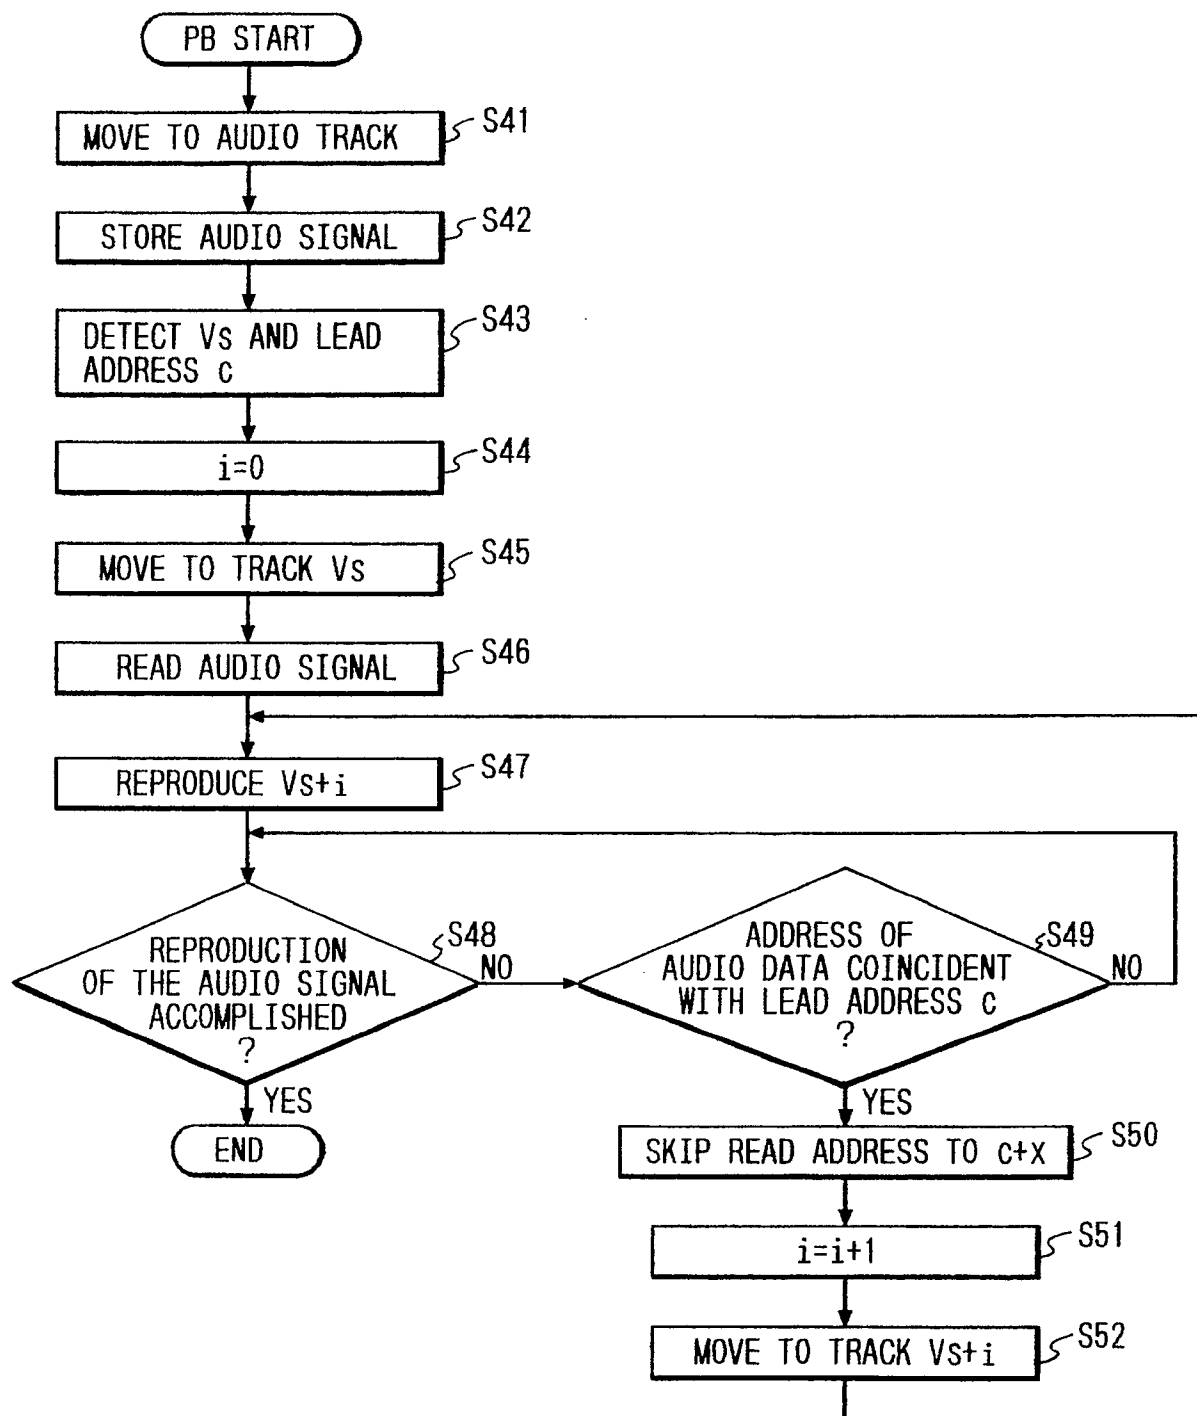 PB START
MOVE TO AUDIO TRACK
S41
STORE AUDIO SIGNAL
S42
DETECT Vs AND LEAD
ADDRESS c
S43
i=0
S44
MOVE TO TRACK Vs
S45
READ AUDIO SIGNAL
S46
REPRODUCE Vs+i
S47
REPRODUCTION
OF THE AUDIO SIGNAL
ACCOMPLISHED
?
S48
NO
YES
END
ADDRESS OF
AUDIO DATA COINCIDENT
WITH LEAD ADDRESS c
?
S49
NO
YES
SKIP READ ADDRESS TO c+x
S50
i=i+1
S51
MOVE TO TRACK Vs+i
S52